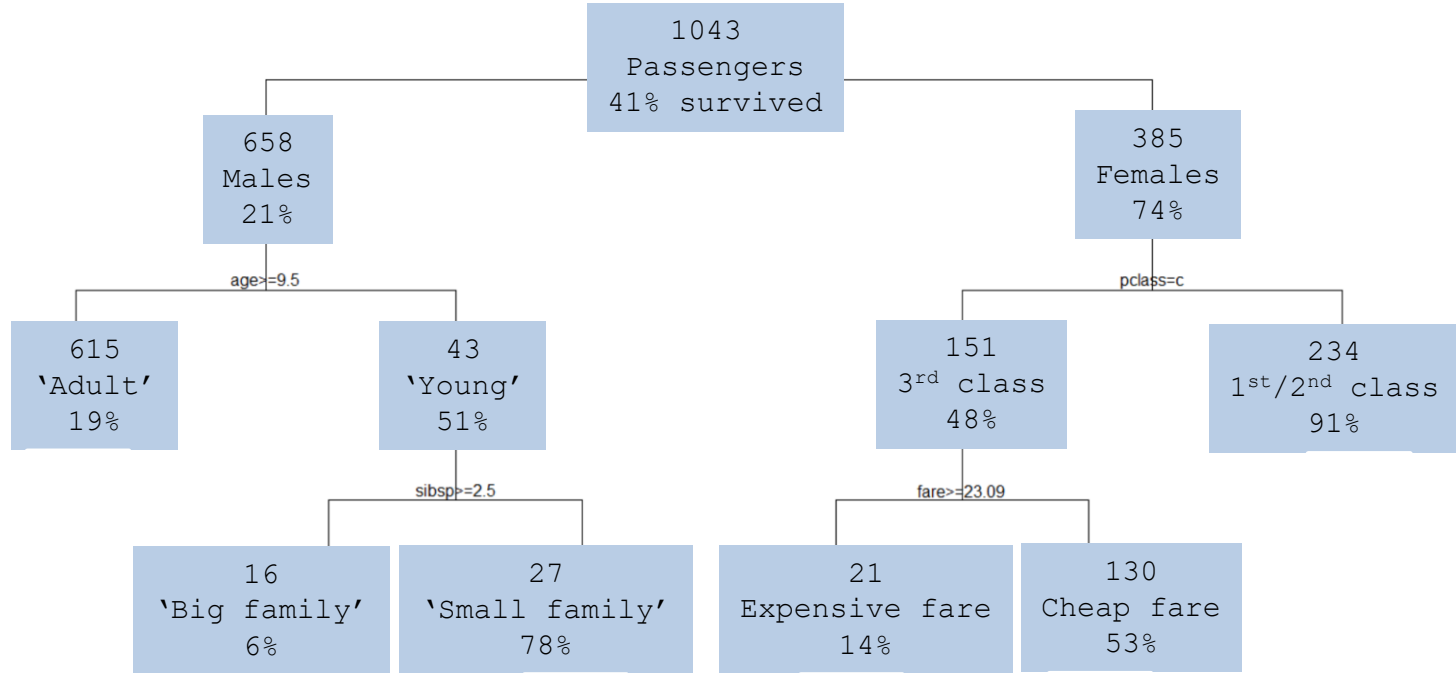 1043
Passengers
41% survived
658
Males
21%
385
Females
74%
age>=9.5
pclass=c
615
‘Adult’
19%
43
‘Young’
51%
151
3rd class
48%
234
1st/2nd class
91%
sibsp>=2.5
fare>=23.09
16
‘Big family’
6%
27
‘Small family’
78%
21
Expensive fare
14%
130
Cheap fare
53%